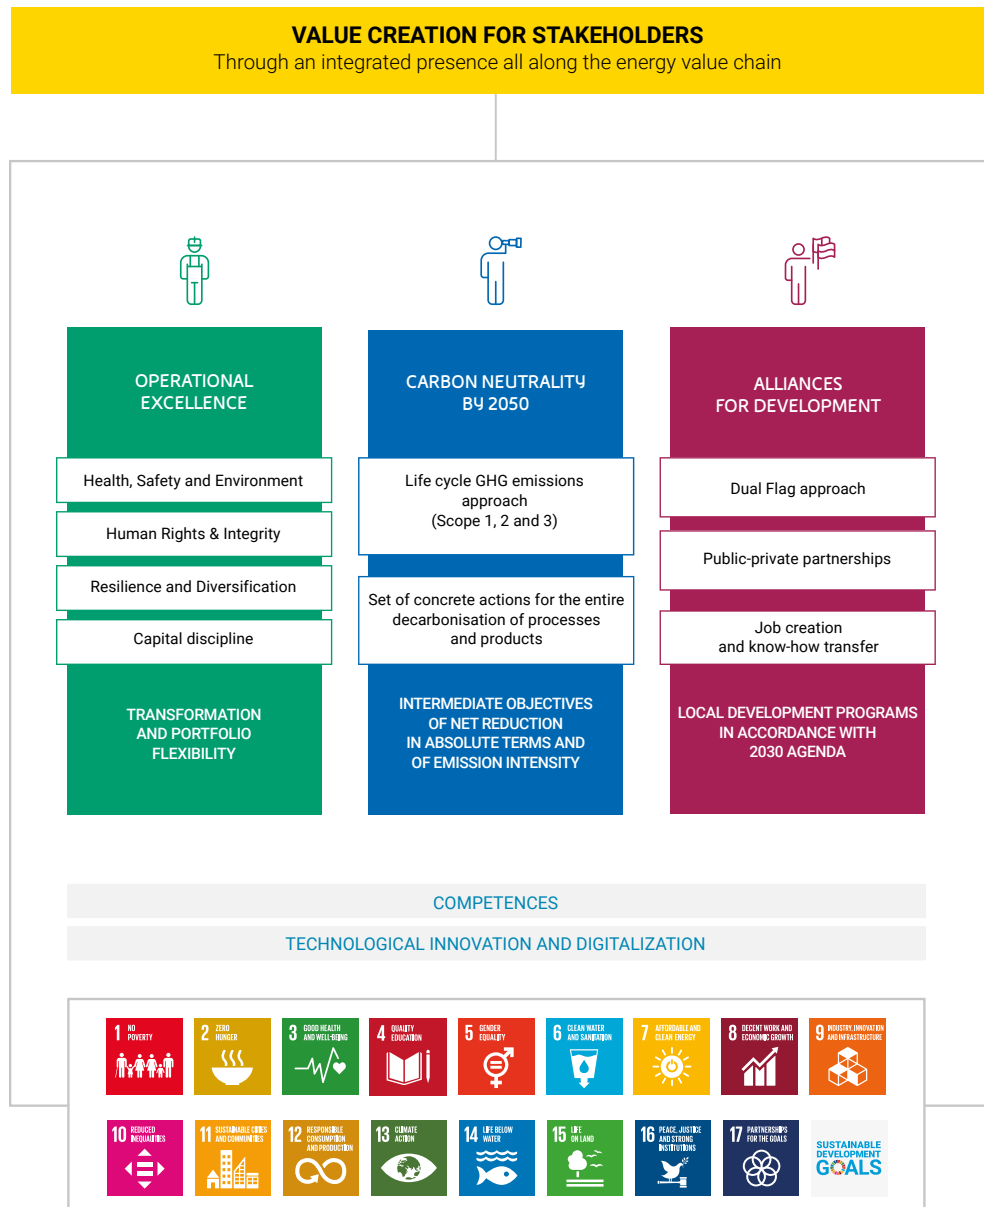 VALUE CREATION FOR STAKEHOLDERS
Through an integrated presence all along the energy value chain
OPERATIONAL
EXCELLENCE
Health, Safety and Environment
Human Rights & Integrity
Resilience and Diversification
Capital discipline
TRANSFORMATION
AND PORTFOLIO
FLEXIBILITY
CARBON NEUTRALITY
BY 2050
Life cycle GHG emissions
approach
(Scope 1, 2 and 3)
Set of concrete actions for the entire
decarbonisation of processes
and products
INTERMEDIATE OBJECTIVES
OF NET REDUCTION
IN ABSOLUTE TERMS AND
OF EMISSION INTENSITY
ALLIANCES
FOR DEVELOPMENT
Dual Flag approach
Public-private partnerships
Job creation
and know-how transfer
LOCAL DEVELOPMENT PROGRAMS
IN ACCORDANCE WITH
2030 AGENDA
COMPETENCES
TECHNOLOGICAL INNOVATION AND DIGITALIZATION
1 NO
POVERTY
2 ZERO
HUNGER
3 GOOD HEALTH
AND WELL-BEING
4 QUALITY
EDUCATION
5 GENDER
EQUALITY
6 CLEAN WATER
AND SANITATION
7 AFFORDABLE AND
CLEAN ENERGY
8 DECENT WORK AND
ECONOMIC GROWTH
9 INDUSTRY, INNOVATION
AND INFRASTRUCTURE
10 REDUCED
INEQUALITIES
11 SUSTAINABLE CITIES
AND COMMUNITIES
12 RESPONSIBLE
CONSUMPTION
AND PRODUCTION
13 CLIMATE
ACTION
14 LIFE BELOW
WATER
15 LIFE
ON LAND
16 PEACE, JUSTICE
AND STRONG
INSTITUTIONS
17 PARTNERSHIPS
FOR THE GOALS
SUSTAINABLE
DEVELOPMENT
GOALS